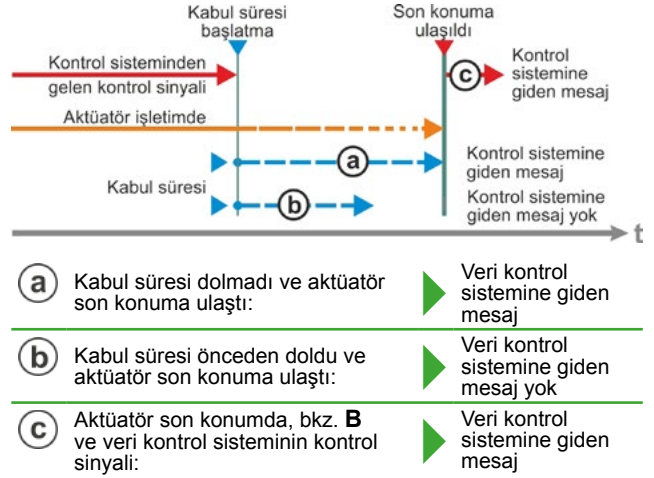 Kabul süresi
başlatma
Son konuma
ulaşıldı
Kontrol sisteminden
gelen kontrol sinyali
c
Kontrol
sistemine
giden mesaj
Aktüatör işletimde
a
Kontrol sistemine
giden mesaj
Kabul süresi
b
Kontrol sistemine
giden mesaj yok
t
a
Kabul süresi dolmadı ve aktüatör
son konuma ulaştı:
Veri kontrol
sistemine giden
mesaj
b
Kabul süresi önceden doldu ve
aktüatör son konuma ulaştı:
Veri kontrol
sistemine giden
mesaj yok
c
Aktüatör son konumda, bkz. B
ve veri kontrol sisteminin kontrol
sinyali:
Veri kontrol
sistemine giden
mesaj